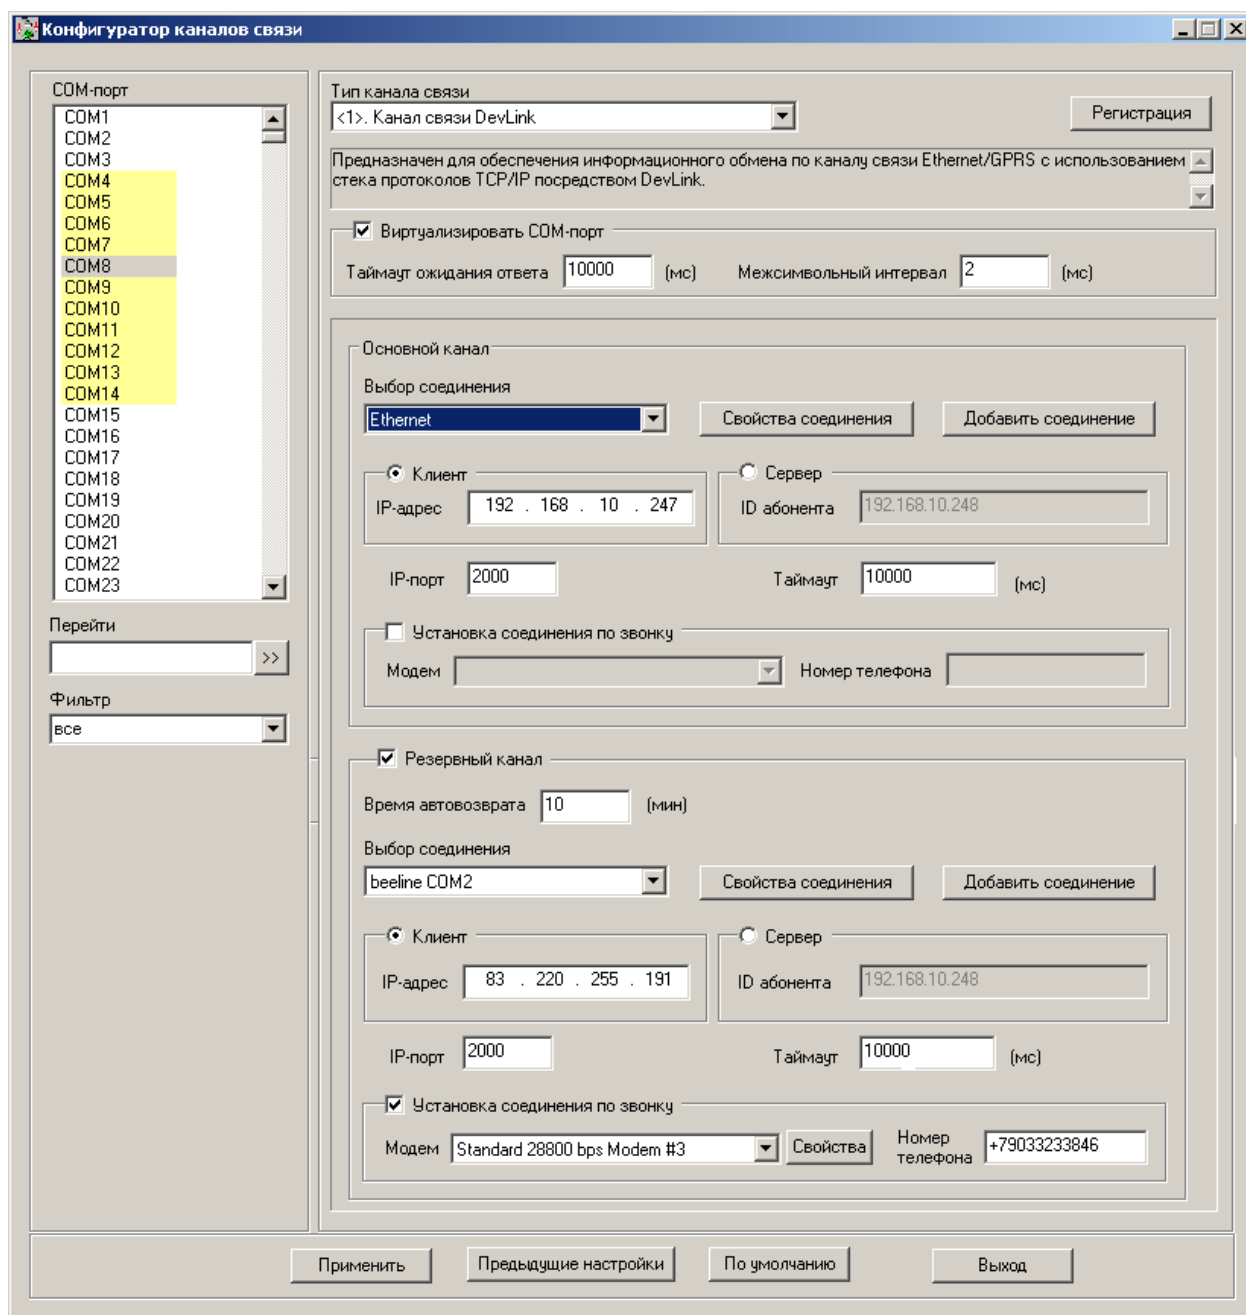 Конфигуратор каналов связи
COM-порт
COM1
COM2
COM3
COM4
COM5
COM6
COM7
COM8
COM9
COM10
COM11
COM12
COM13
COM14
COM15
COM16
COM17
COM18
COM19
COM20
COM21
COM22
COM23
Перейти
>>
Фильтр
все
Тип канала связи
<1>. Канал связи DevLink
Регистрация
Предназначен для обеспечения информационного обмена по каналу связи Ethernet/GPRS с использованием
стека протоколов TCP/IP посредством DevLink.
Виртуализировать COM-порт
Таймаут ожидания ответа 10000 (мс) Межсимвольный интервал 2 (мс)
Основной канал
Выбор соединения
Ethernet Свойства соединения Добавить соединение
Клиент Сервер
IP-адрес 192 . 168 . 10 . 247 ID абонента 192.168.10.248
IP-порт 2000 Таймаут 10000 (мс)
Установка соединения по звонку
Модем Номер телефона
Резервный канал
Время автовозврата 10 (мин)
Выбор соединения
beeline COM2 Свойства соединения Добавить соединение
Клиент Сервер
IP-адрес 83 . 220 . 255 . 191 ID абонента 192.168.10.248
IP-порт 2000 Таймаут 10000 (мс)
Установка соединения по звонку
Модем Standard 28800 bps Modem #3 Свойства Номер телефона +79033233846
Применить Предыдущие настройки По умолчанию Выход